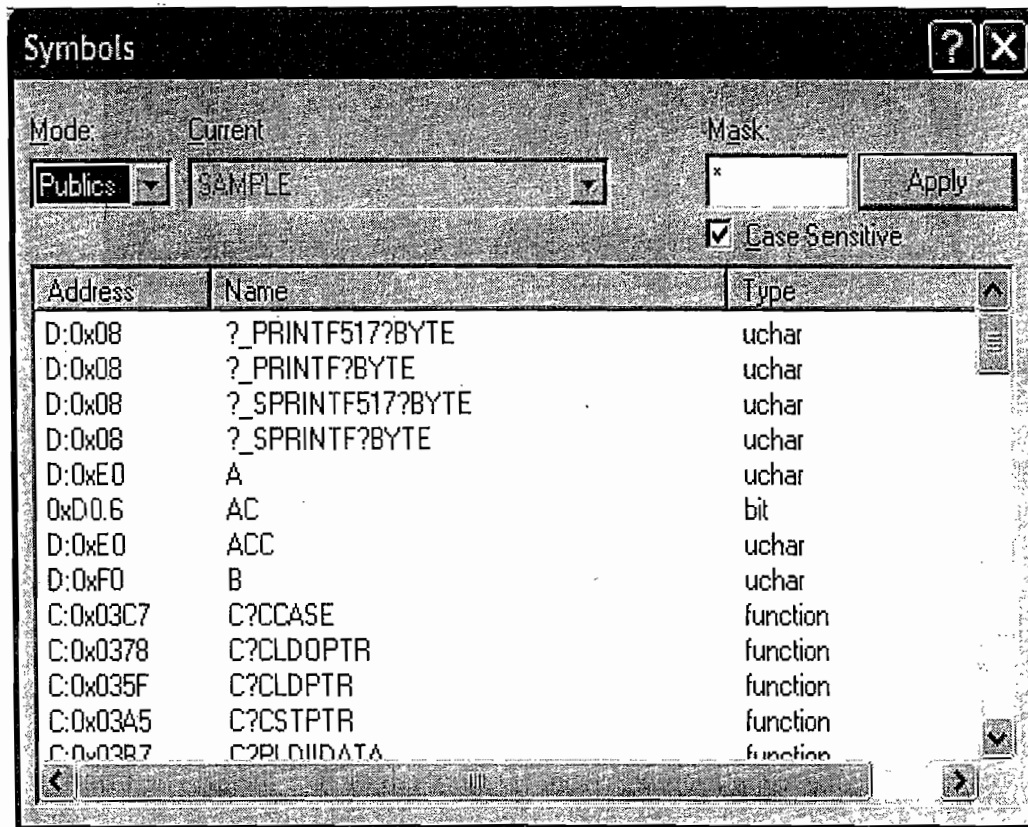 Symbols
Mode: Current Mask:
Publics SAMPLE * Apply
Case Sensitive
Address Name Type
D:0x08 ?_PRINTF517?BYTE uchar
D:0x08 ?_PRINTF?BYTE uchar
D:0x08 ?_SPRINTF517?BYTE uchar
D:0x08 ?_SPRINTF?BYTE uchar
D:0xE0 A uchar
0xD0.6 AC bit
D:0xE0 ACC uchar
D:0xF0 B uchar
C:0x03C7 C?CCASE function
C:0x0378 C?CLDOPTR function
C:0x035F C?CLDPTR function
C:0x03A5 C?CSTPTR function
function